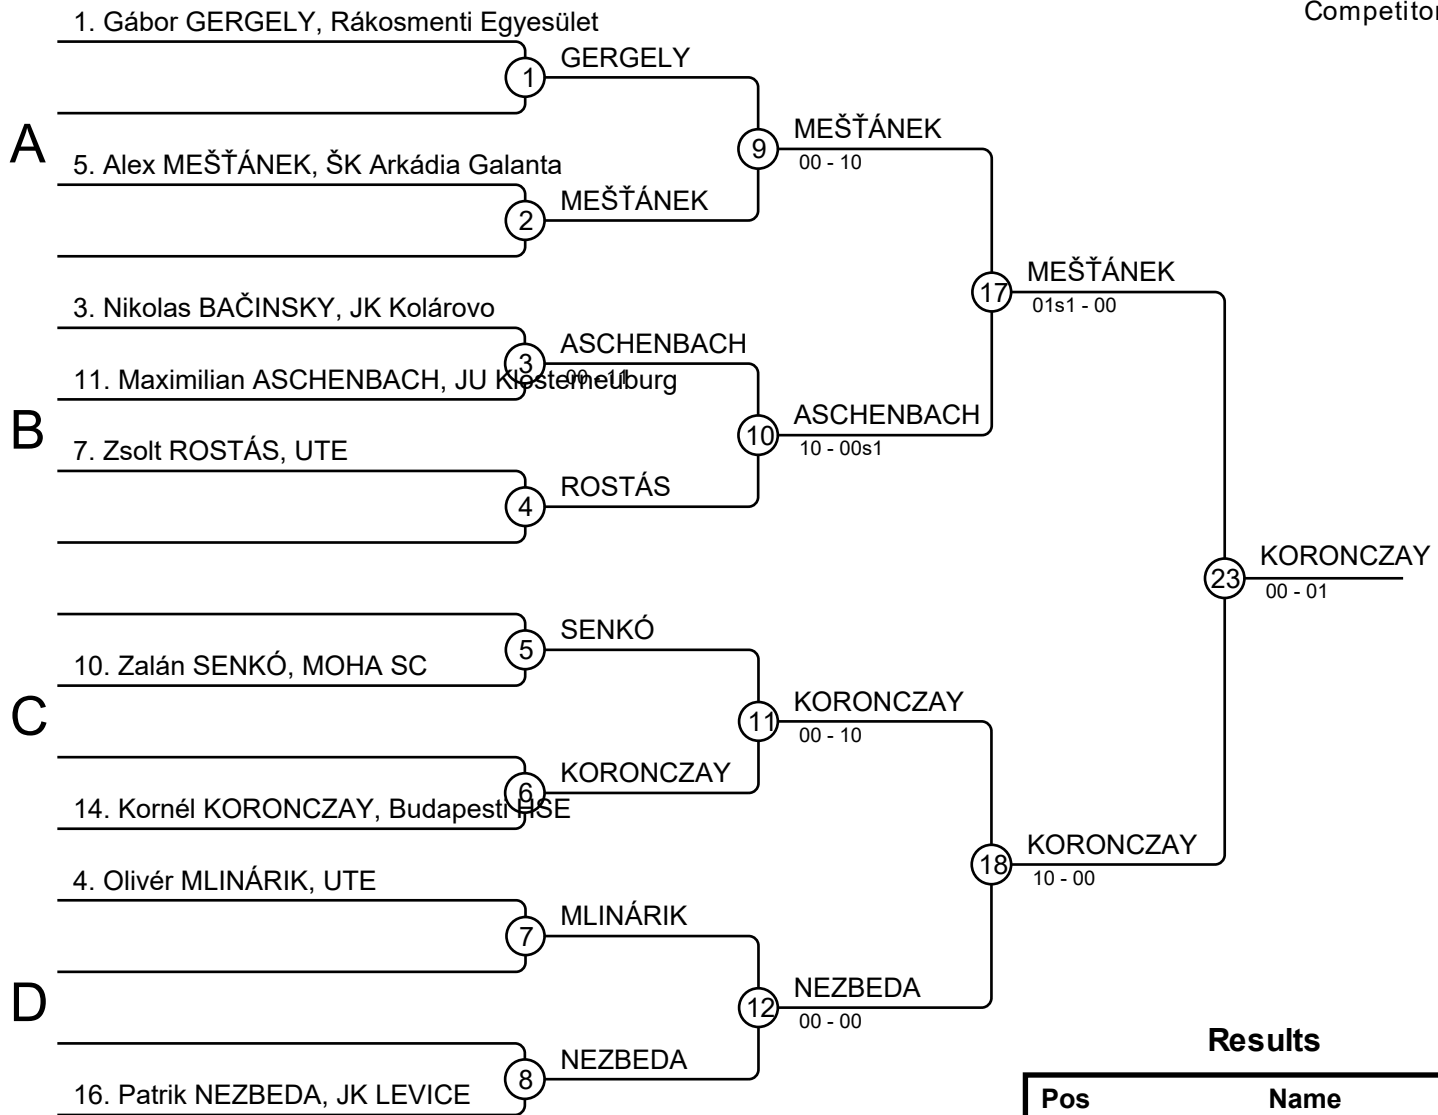 Competitor
1. Gábor GERGELY, Rákosmenti Egyesület
GERGELY
1
A
MEŠŤÁNEK
9
00 - 10
5. Alex MEŠŤÁNEK, ŠK Arkádia Galanta
MEŠŤÁNEK
2
MEŠŤÁNEK
17
01s1 - 00
3. Nikolas BAČINSKY, JK Kolárovo
ASCHENBACH
3
00 - 11
11. Maximilian ASCHENBACH, JU Klosterneuburg
B
ASCHENBACH
10
10 - 00s1
7. Zsolt ROSTÁS, UTE
ROSTÁS
4
KORONCZAY
23
00 - 01
SENKÓ
5
10. Zalán SENKÓ, MOHA SC
C
KORONCZAY
11
00 - 10
KORONCZAY
6
14. Kornél KORONCZAY, Budapesti HSE
KORONCZAY
18
10 - 00
4. Olivér MLINÁRIK, UTE
MLINÁRIK
7
D
NEZBEDA
12
00 - 00
NEZBEDA
8
16. Patrik NEZBEDA, JK LEVICE
Results
Pos Name